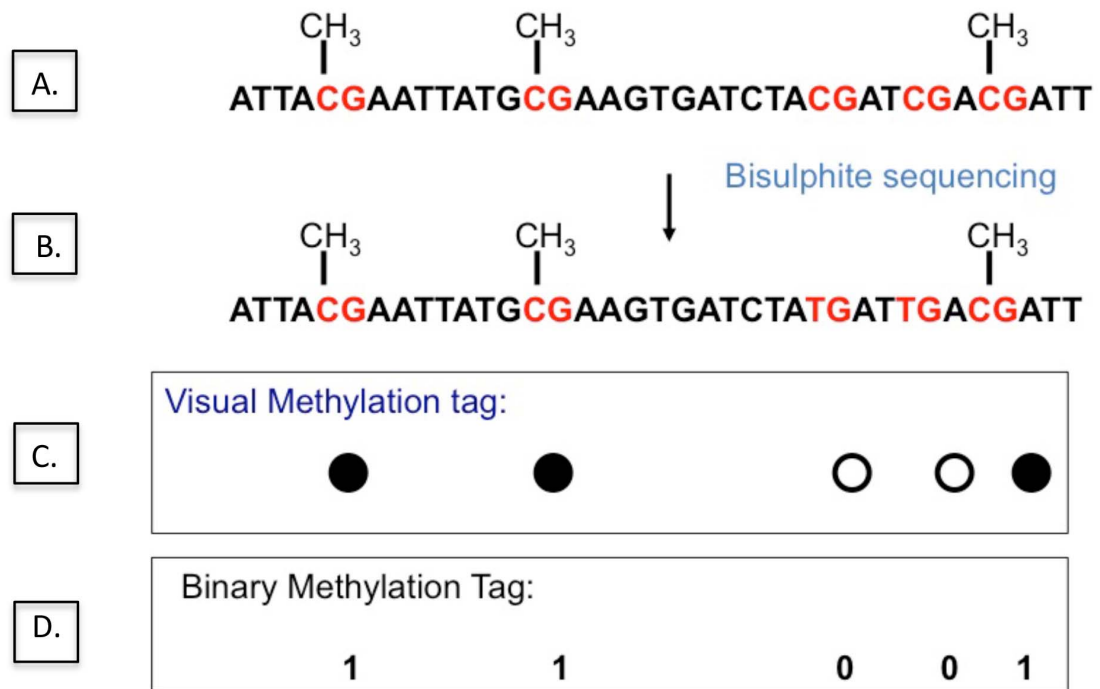 CH3 CH3 CH3
A.
ATTACGAATTATGCGAAGTGATCTACGATCGACGATT
Bisulphite sequencing
CH3 CH3 CH3
B.
ATTACGAATTATGCGAAGTGATCTATGATTGACGATT
Visual Methylation tag:
C.
Binary Methylation Tag:
D.
1 1 0 0 1